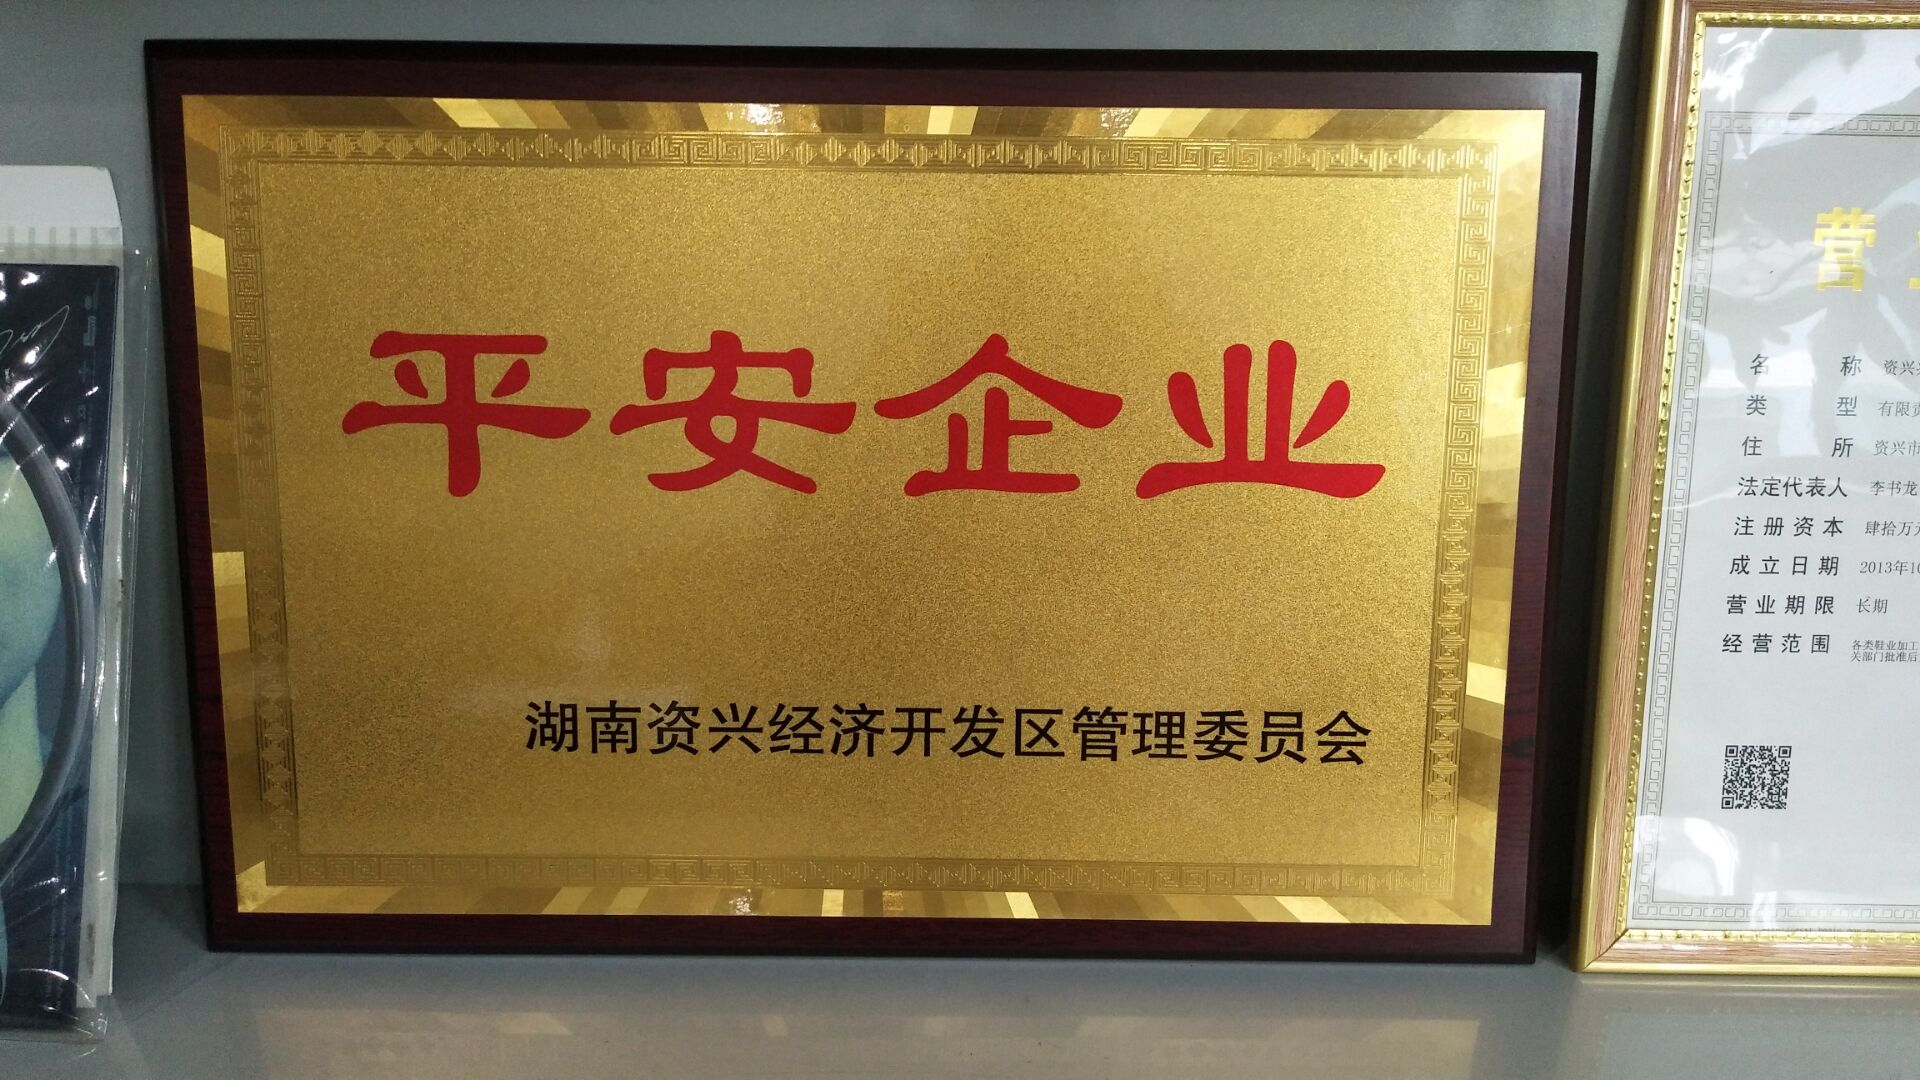 平安企业
湖南资兴经济开发区管理委员会
营
名 称 资兴
类 型 有限责
住 所 资兴市
法定代表人 李书龙
注册资本 肆拾万元
成立日期 2013年10
营业期限 长期
经营范围 各类鞋业加工
关部门批准后